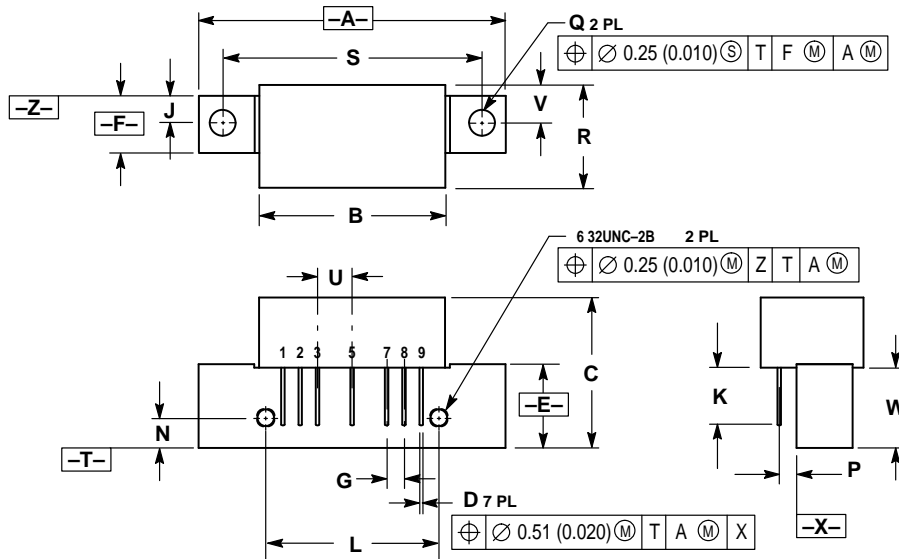 –A–
Q 2 PL
⌖ ∅ 0.25 (0.010) Ⓢ T F Ⓜ A Ⓜ
S
–Z–
J
–F–
V
R
B
6 32UNC–2B 2 PL
⌖ ∅ 0.25 (0.010) Ⓜ Z T A Ⓜ
U
1 2 3 5 7 8 9
C
K
–E–
W
N
–T–
G
P
D 7 PL
–X–
L
⌖ ∅ 0.51 (0.020) Ⓜ T A Ⓜ X